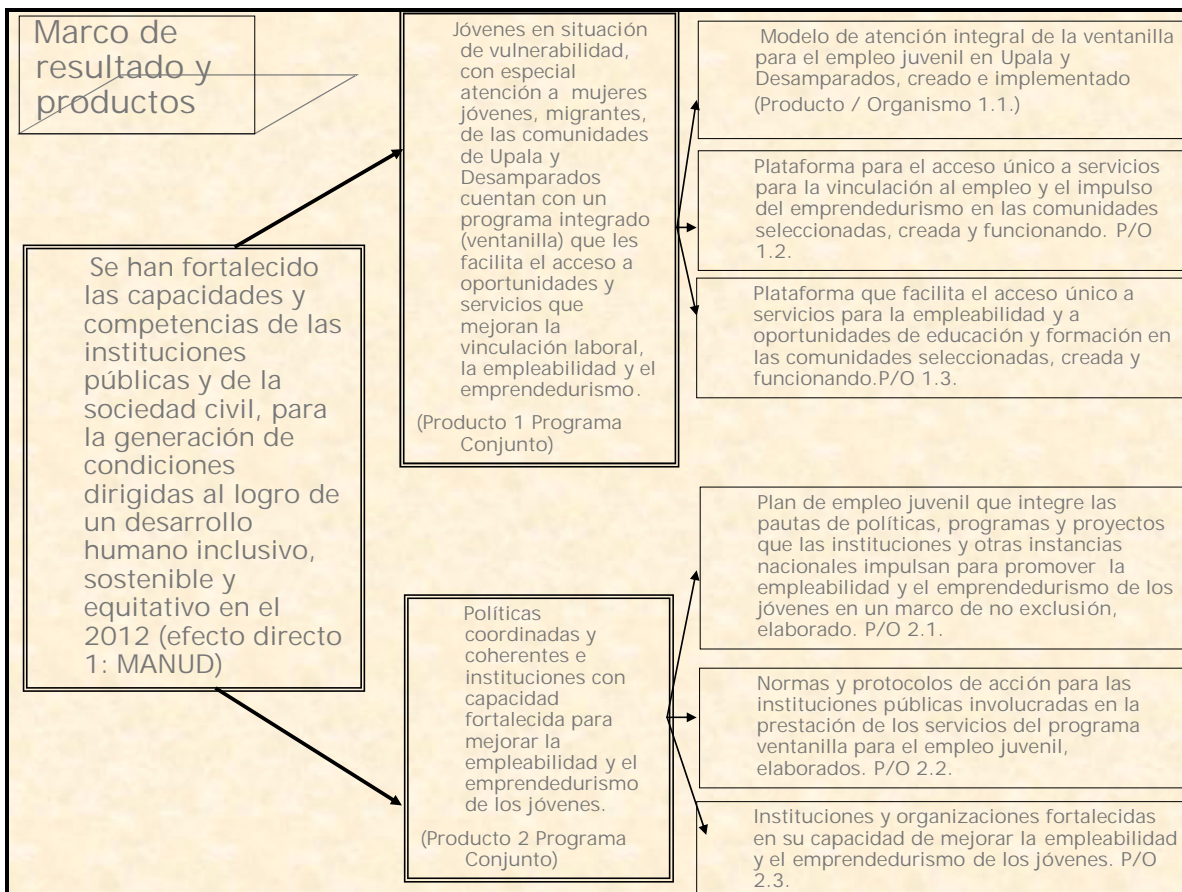 Marco de
resultado y
productos
Se han fortalecido
las capacidades y
competencias de las
instituciones
públicas y de la
sociedad civil, para
la generación de
condiciones
dirigidas al logro de
un desarrollo
humano inclusivo,
sostenible y
equitativo en el
2012 (efecto directo
1: MANUD)
Jóvenes en situación
de vulnerabilidad,
con especial
atención a mujeres
jóvenes, migrantes,
de las comunidades
de Upala y
Desamparados
cuentan con un
programa integrado
(ventanilla) que les
facilita el acceso a
oportunidades y
servicios que
mejoran la
vinculación laboral,
la empleabilidad y el
emprendedurismo.
(Producto 1 Programa
Conjunto)
Modelo de atención integral de la ventanilla
para el empleo juvenil en Upala y
Desamparados, creado e implementado
(Producto / Organismo 1.1.)
Plataforma para el acceso único a servicios
para la vinculación al empleo y el impulso
del emprendedurismo en las comunidades
seleccionadas, creada y funcionando. P/O
1.2.
Plataforma que facilita el acceso único a
servicios para la empleabilidad y a
oportunidades de educación y formación en
las comunidades seleccionadas, creada y
funcionando.P/O 1.3.
Políticas
coordinadas y
coherentes e
instituciones con
capacidad
fortalecida para
mejorar la
empleabilidad y el
emprendedurismo
de los jóvenes.
(Producto 2 Programa
Conjunto)
Plan de empleo juvenil que integre las
pautas de políticas, programas y proyectos
que las instituciones y otras instancias
nacionales impulsan para promover la
empleabilidad y el emprendedurismo de los
jóvenes en un marco de no exclusión,
elaborado. P/O 2.1.
Normas y protocolos de acción para las
instituciones públicas involucradas en la
prestación de los servicios del programa
ventanilla para el empleo juvenil,
elaborados. P/O 2.2.
Instituciones y organizaciones fortalecidas
en su capacidad de mejorar la empleabilidad
y el emprendedurismo de los jóvenes. P/O
2.3.